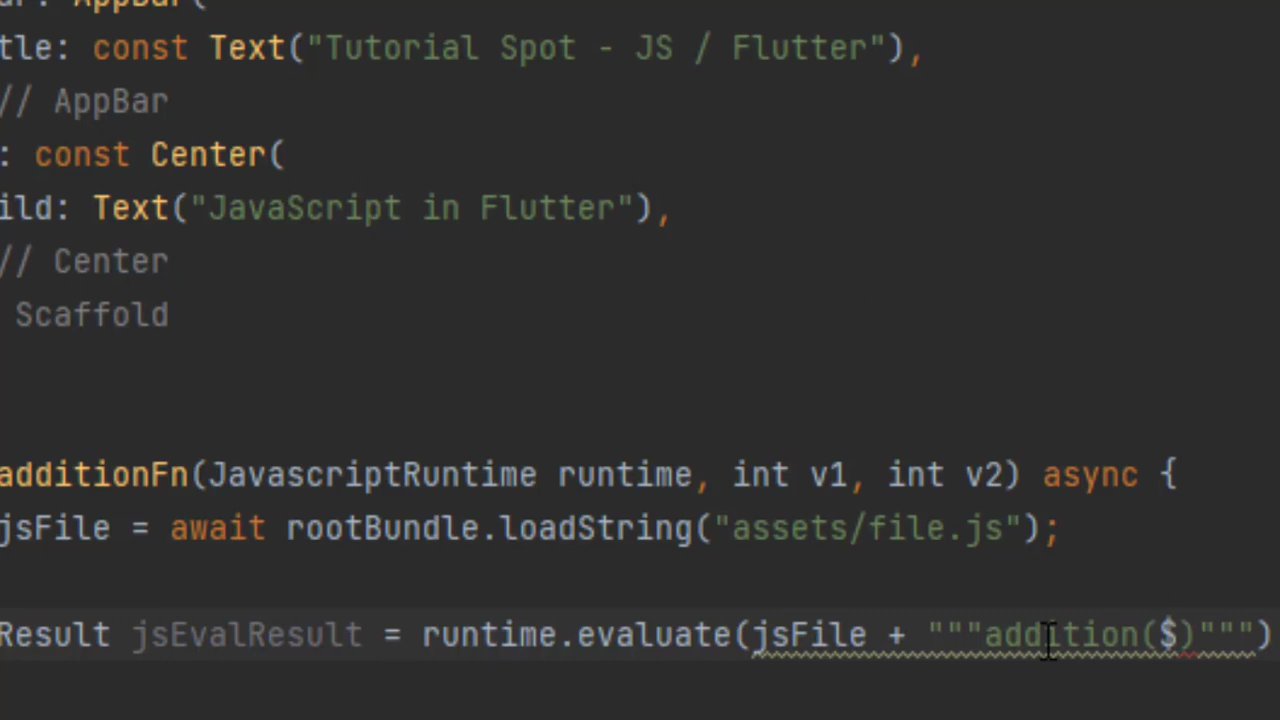 ar: AppBar(
tle: const Text("Tutorial Spot - JS / Flutter"),
// AppBar
: const Center(
ild: Text("JavaScript in Flutter"),
// Center
Scaffold
additionFn(JavascriptRuntime runtime, int v1, int v2) async {
jsFile = await rootBundle.loadString("assets/file.js");
Result jsEvalResult = runtime.evaluate(jsFile + """addition($)""")